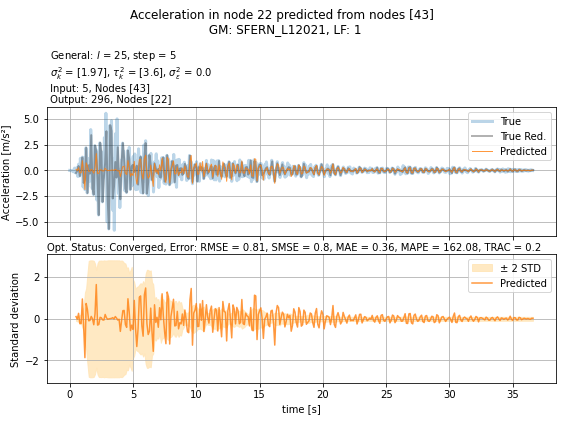 Acceleration in node 22 predicted from nodes [43]
GM: SFERN_L12021, LF: 1
General: l = 25, step = 5
σ²ₖ = [1.97], τ²ₖ = [3.6], σ²ε = 0.0
Input: 5, Nodes [43]
Output: 296, Nodes [22]
Acceleration [m/s²]
5.0
2.5
0.0
−2.5
−5.0
True
True Red.
Predicted
Opt. Status: Converged, Error: RMSE = 0.81, SMSE = 0.8, MAE = 0.36, MAPE = 162.08, TRAC = 0.2
Standard deviation
2
0
−2
± 2 STD
Predicted
0 5 10 15 20 25 30 35
time [s]